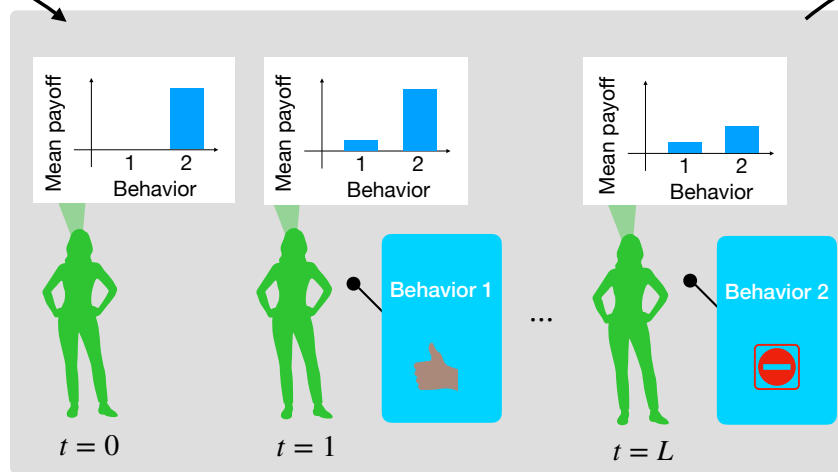 Mean payoff
1 2
Behavior
Mean payoff
1 2
Behavior
Mean payoff
1 2
Behavior
Behavior 1
...
Behavior 2
t = 0
t = 1
t = L